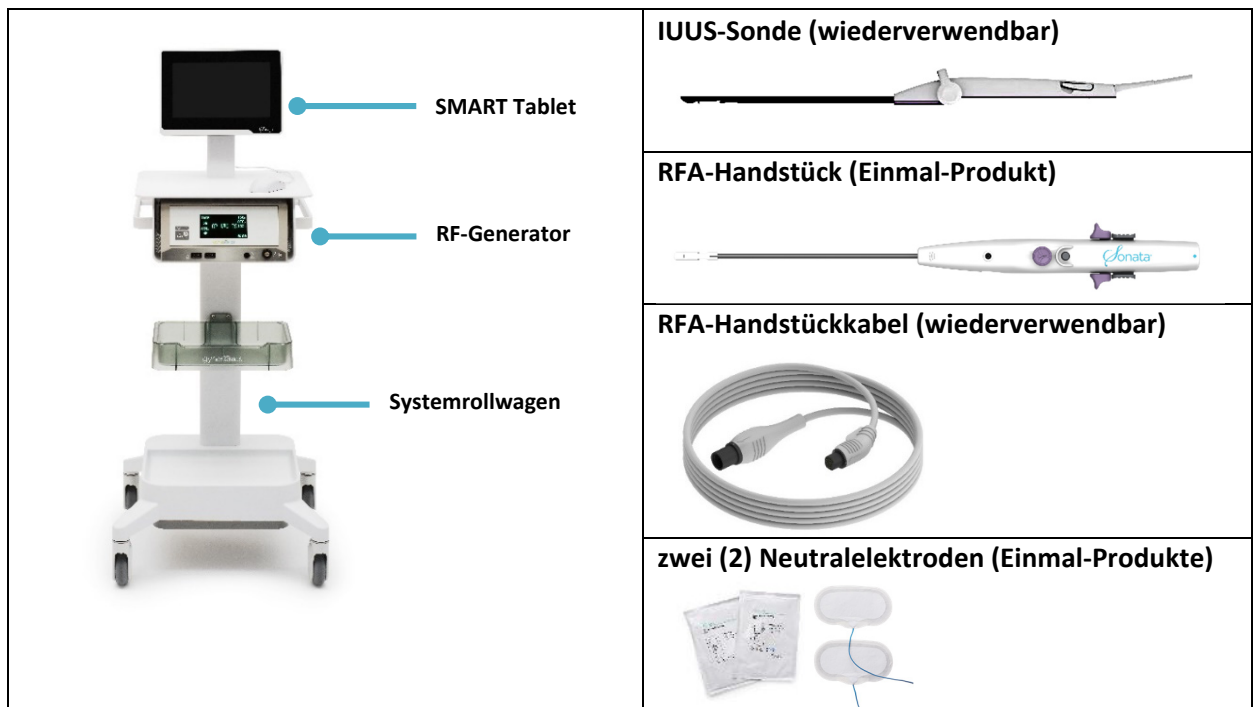 SMART Tablet
RF-Generator
Systemrollwagen
IUUS-Sonde (wiederverwendbar)
RFA-Handstück (Einmal-Produkt)
Sonata
RFA-Handstückkabel (wiederverwendbar)
zwei (2) Neutralelektroden (Einmal-Produkte)